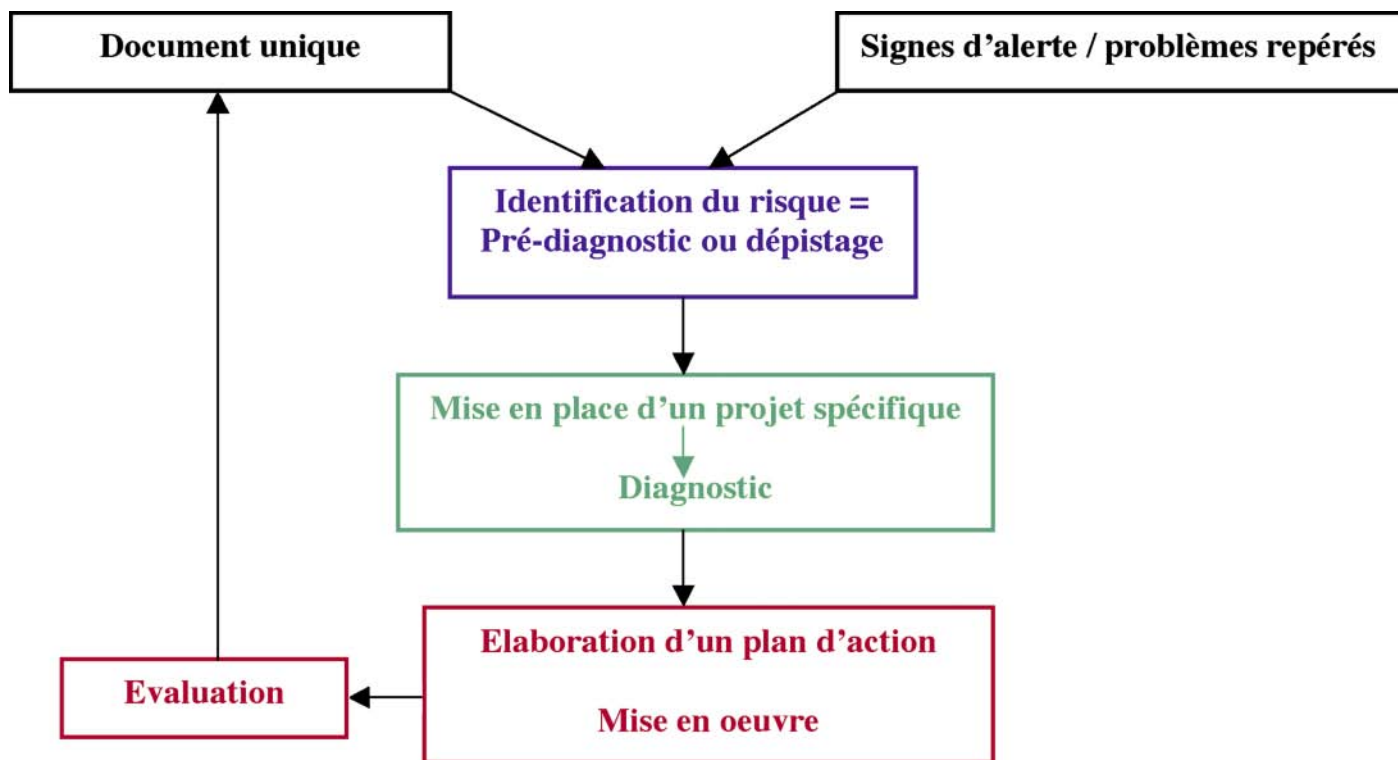 Document unique
Signes d'alerte / problèmes repérés
Identification du risque =
Pré-diagnostic ou dépistage
Mise en place d'un projet spécifique
Diagnostic
Elaboration d'un plan d'action
Evaluation
Mise en oeuvre